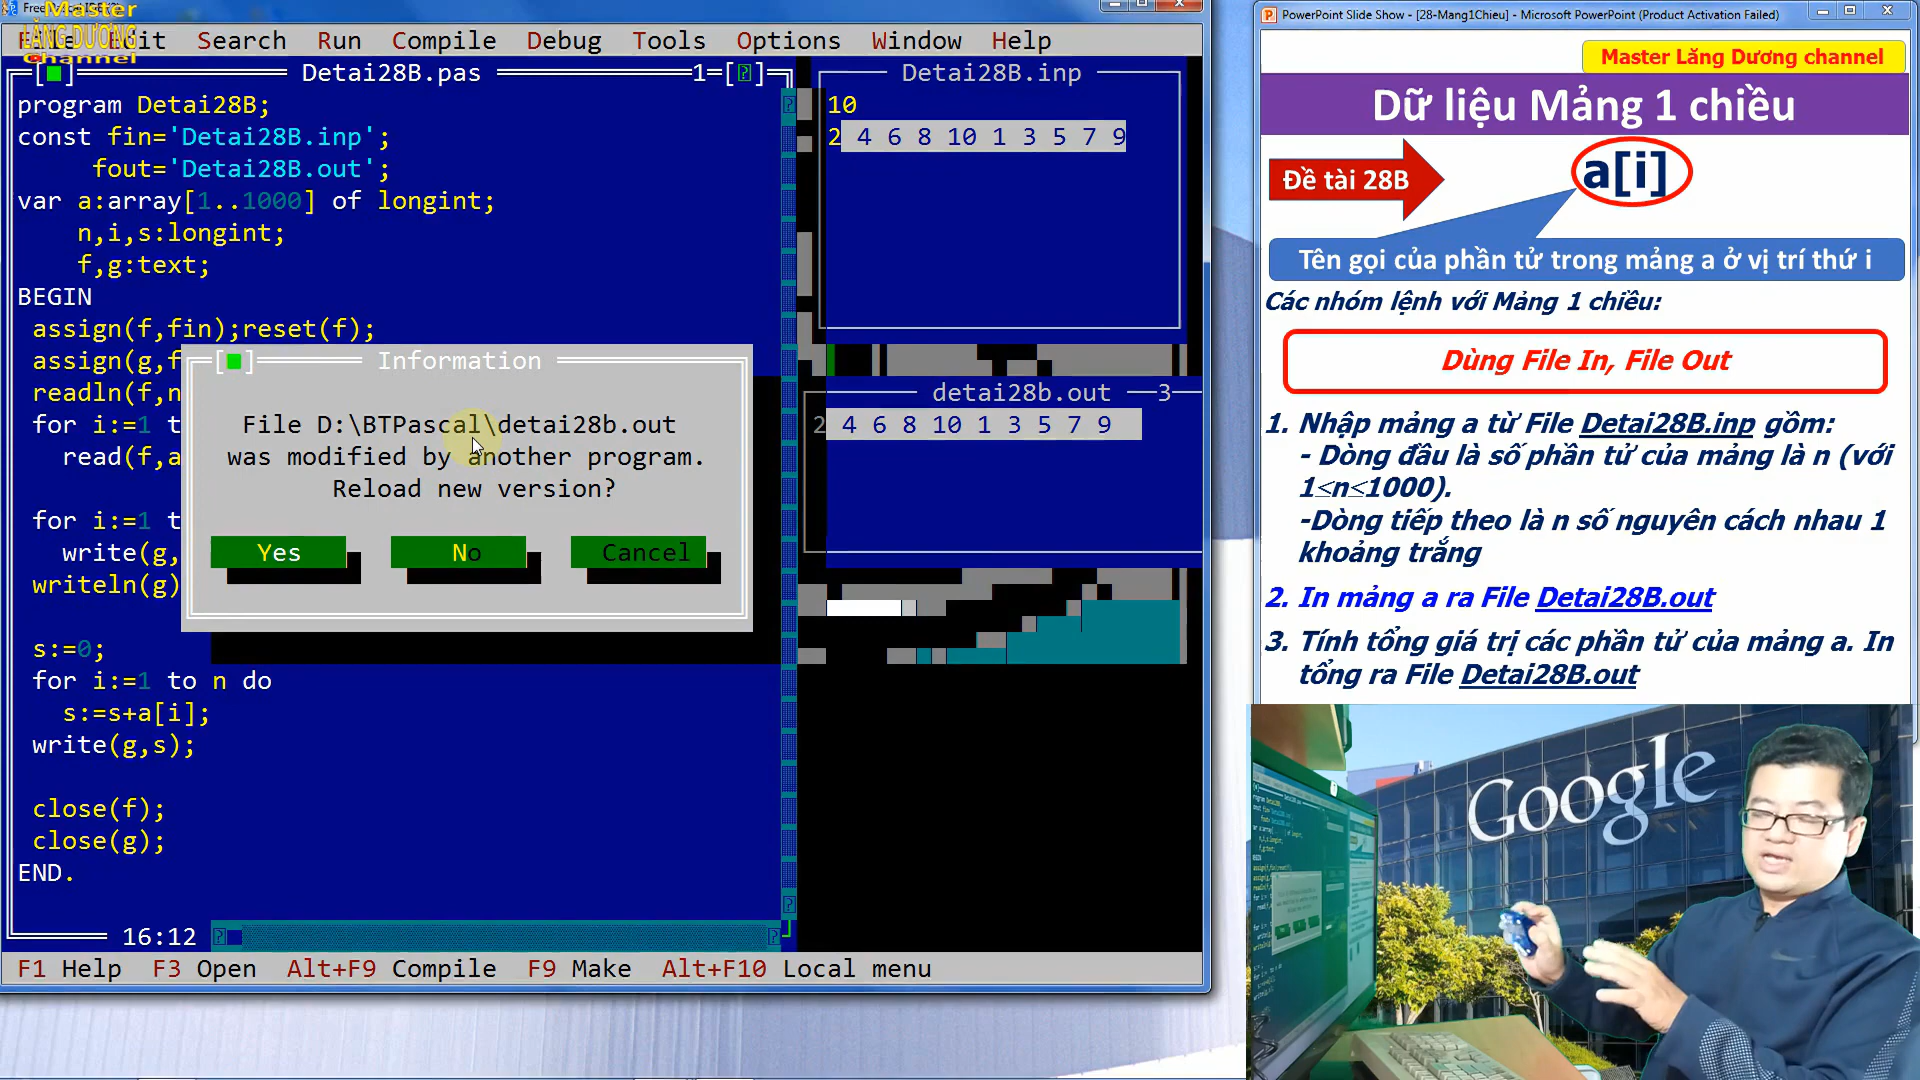 Master
LĂNG DƯƠNG
Channel
Edit Search Run Compile Debug Tools Options Window Help
Detai28B.pas 1
program Detai28B;
const fin='Detai28B.inp';
fout='Detai28B.out';
var a:array[1..1000] of longint;
n,i,s:longint;
f,g:text;
BEGIN
assign(f,fin);reset(f);
assign(g,f
readln(f,n
for i:=1 t
read(f,a
for i:=1 t
write(g,
writeln(g)
s:=0;
for i:=1 to n do
s:=s+a[i];
write(g,s);
close(f);
close(g);
END.
16:12
Information
File D:\BTPascal\detai28b.out
was modified by another program.
Reload new version?
Yes No Cancel
Detai28B.inp
10
2 4 6 8 10 1 3 5 7 9
detai28b.out 3
2 4 6 8 10 1 3 5 7 9
F1 Help F3 Open Alt+F9 Compile F9 Make Alt+F10 Local menu
PowerPoint Slide Show - [28-Mang1Chieu] - Microsoft PowerPoint (Product Activation Failed)
Master Lăng Dương channel
Dữ liệu Mảng 1 chiều
Đề tài 28B
a[i]
Tên gọi của phần tử trong mảng a ở vị trí thứ i
Các nhóm lệnh với Mảng 1 chiều:
Dùng File In, File Out
1. Nhập mảng a từ File Detai28B.inp gồm:
- Dòng đầu là số phần tử của mảng là n (với
1≤n≤1000).
-Dòng tiếp theo là n số nguyên cách nhau 1
khoảng trắng
2. In mảng a ra File Detai28B.out
3. Tính tổng giá trị các phần tử của mảng a. In
tổng ra File Detai28B.out
Google